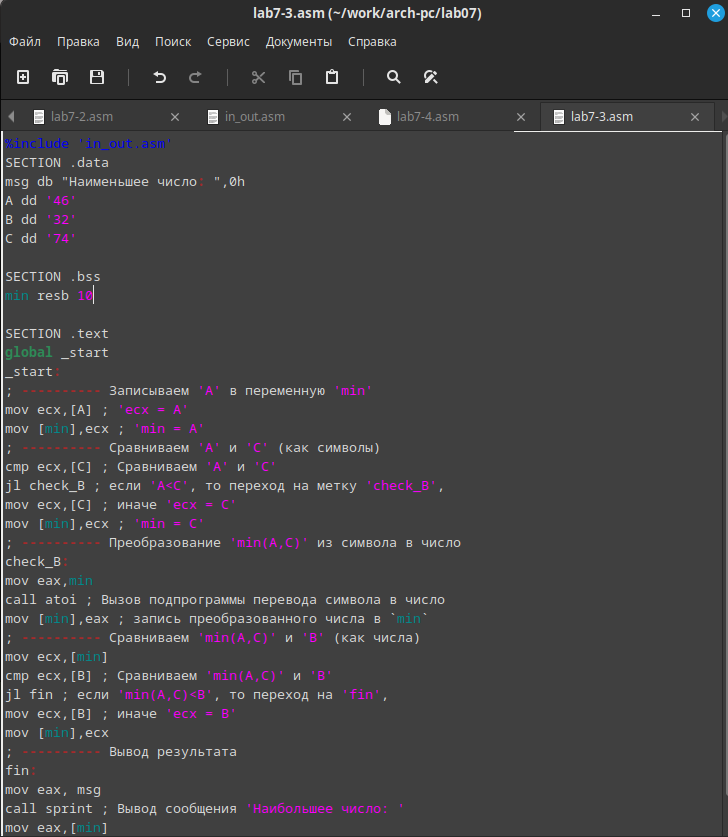 lab7-3.asm (~/work/arch-pc/lab07)
Файл Правка Вид Поиск Сервис Документы Справка
lab7-2.asm in_out.asm lab7-4.asm lab7-3.asm
%include 'in_out.asm'
SECTION .data
msg db "Наименьшее число: ",0h
A dd '46'
B dd '32'
C dd '74'
SECTION .bss
min resb 10
SECTION .text
global _start
_start:
; ---------- Записываем 'A' в переменную 'min'
mov ecx,[A] ; 'ecx = A'
mov [min],ecx ; 'min = A'
; ---------- Сравниваем 'A' и 'C' (как символы)
cmp ecx,[C] ; Сравниваем 'A' и 'C'
jl check_B ; если 'A<C', то переход на метку 'check_B',
mov ecx,[C] ; иначе 'ecx = C'
mov [min],ecx ; 'min = C'
; ---------- Преобразование 'min(A,C)' из символа в число
check_B:
mov eax,min
call atoi ; Вызов подпрограммы перевода символа в число
mov [min],eax ; запись преобразованного числа в `min`
; ---------- Сравниваем 'min(A,C)' и 'B' (как числа)
mov ecx,[min]
cmp ecx,[B] ; Сравниваем 'min(A,C)' и 'B'
jl fin ; если 'min(A,C)<B', то переход на 'fin',
mov ecx,[B] ; иначе 'ecx = B'
mov [min],ecx
; ---------- Вывод результата
fin:
mov eax, msg
call sprint ; Вывод сообщения 'Наибольшее число: '
mov eax,[min]